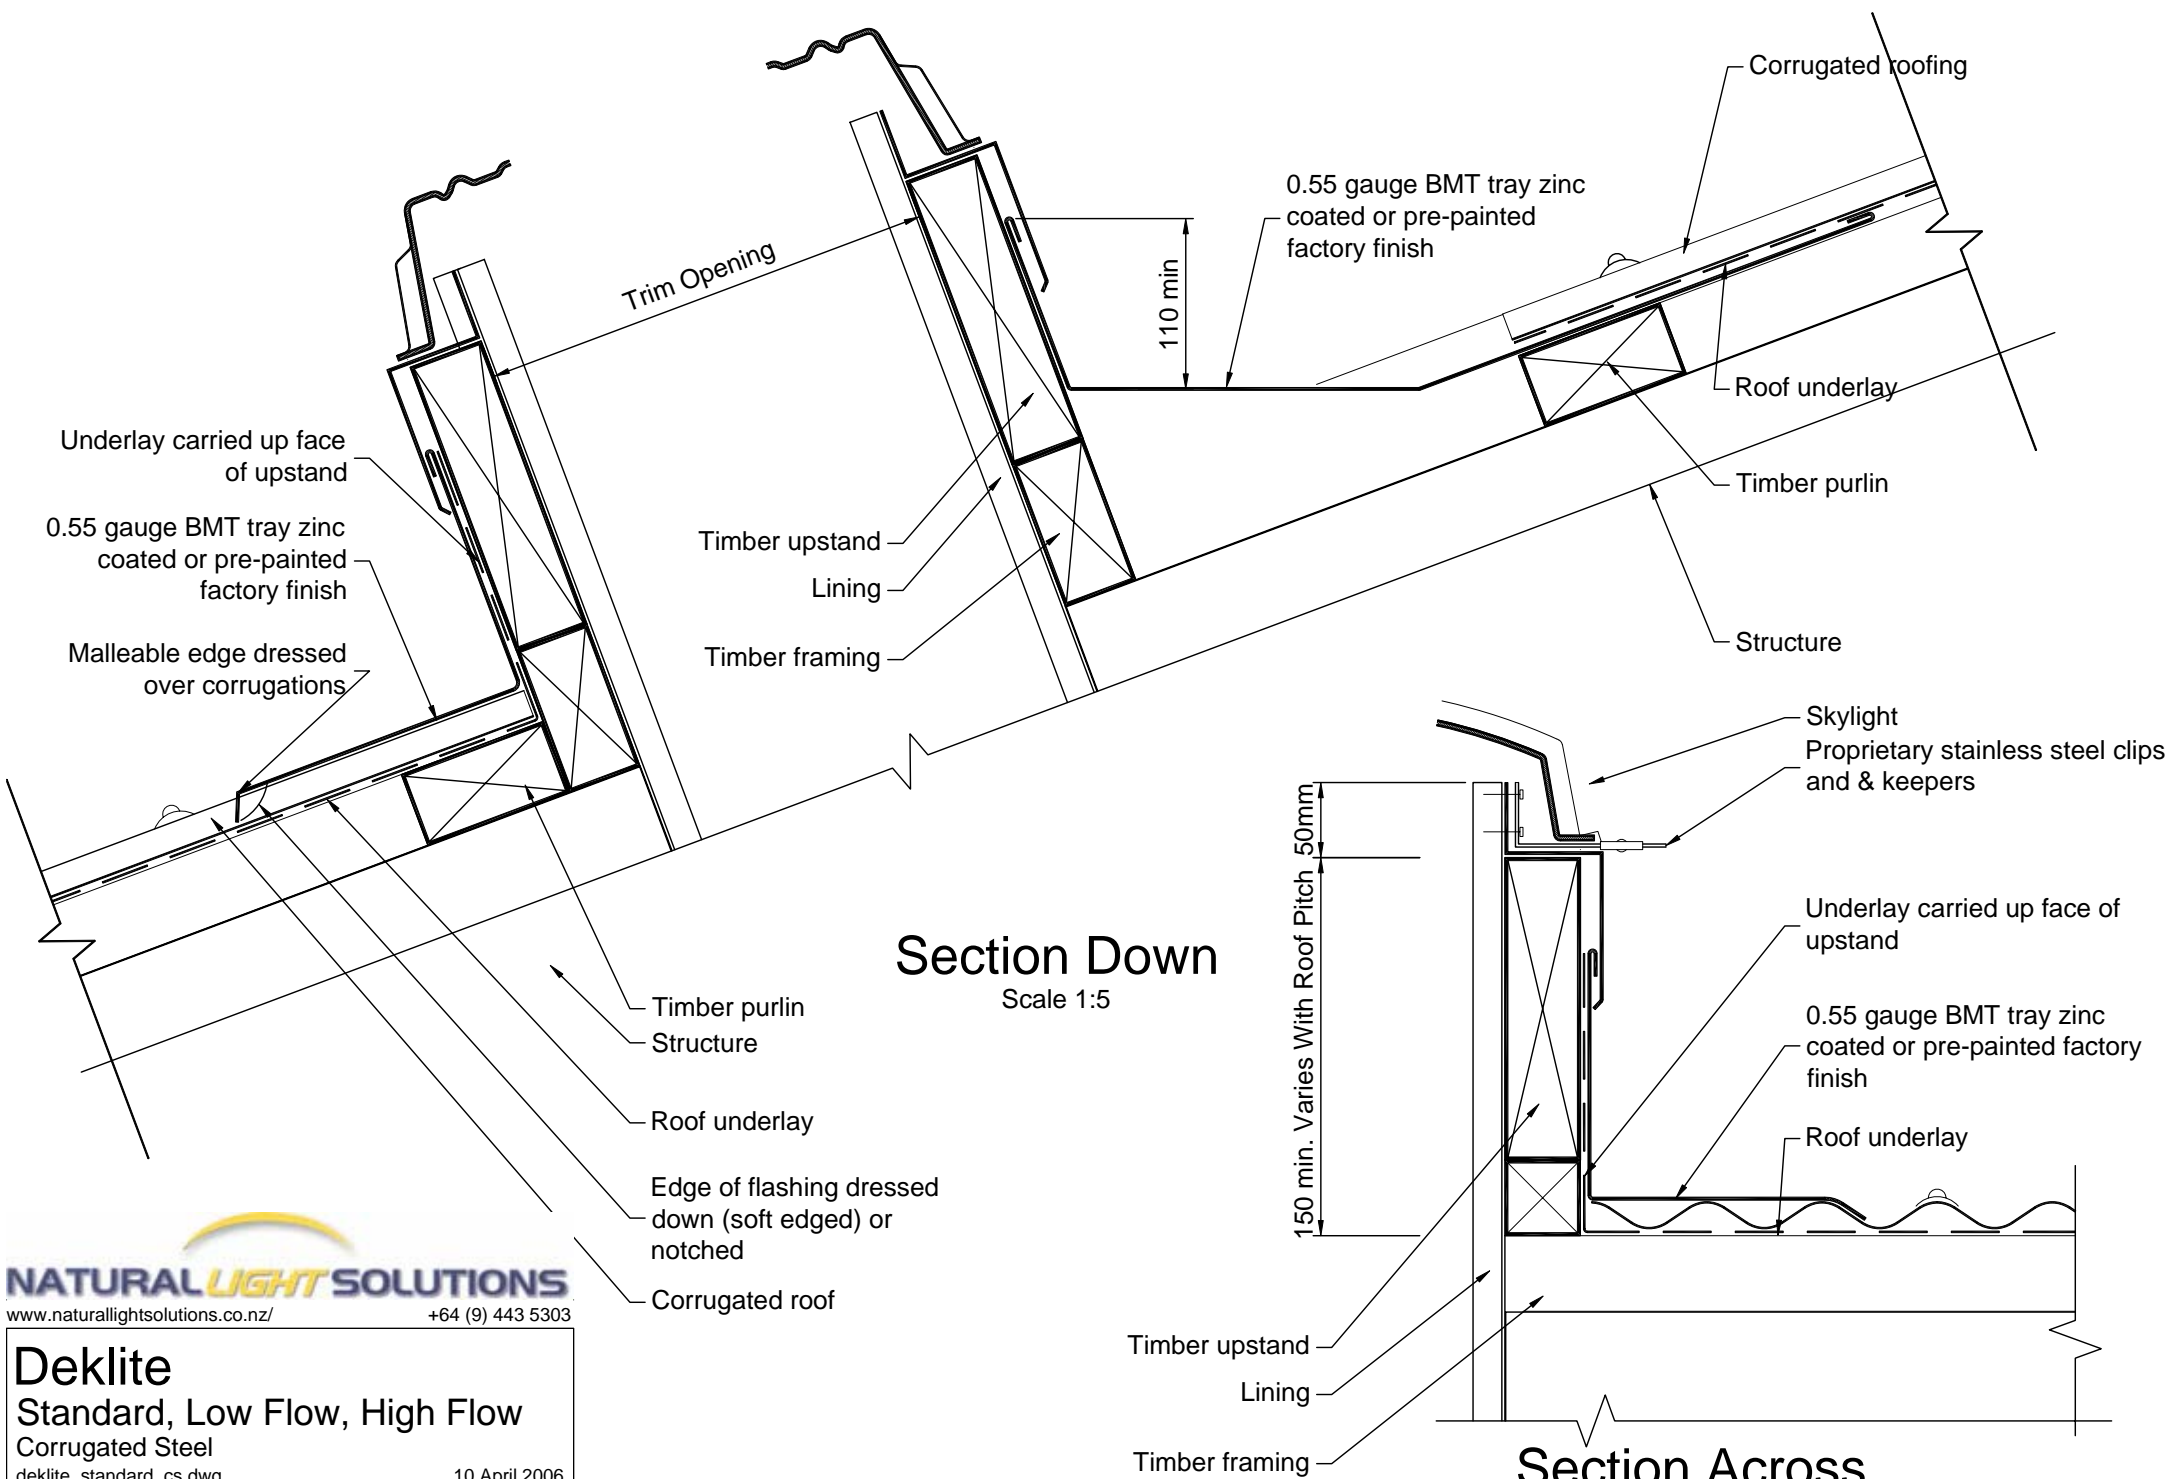 Corrugated roofing
0.55 gauge BMT tray zinc
coated or pre-painted
factory finish
Trim Opening
110 min
Roof underlay
Underlay carried up face
of upstand
Timber purlin
0.55 gauge BMT tray zinc
coated or pre-painted
factory finish
Timber upstand
Lining
Malleable edge dressed
over corrugations
Timber framing
Structure
Skylight
Proprietary stainless steel clips
and & keepers
50mm
150 min. Varies With Roof Pitch
Underlay carried up face of
upstand
Section Down
Scale 1:5
Timber purlin
Structure
0.55 gauge BMT tray zinc
coated or pre-painted factory
finish
Roof underlay
Roof underlay
Edge of flashing dressed
down (soft edged) or
notched
Corrugated roof
NATURAL LIGHT SOLUTIONS
www.naturallightsolutions.co.nz/ +64 (9) 443 5303
Deklite
Standard, Low Flow, High Flow
Corrugated Steel
deklite_standard_cs.dwg 10 April 2006
Timber upstand
Lining
Timber framing
Section Across